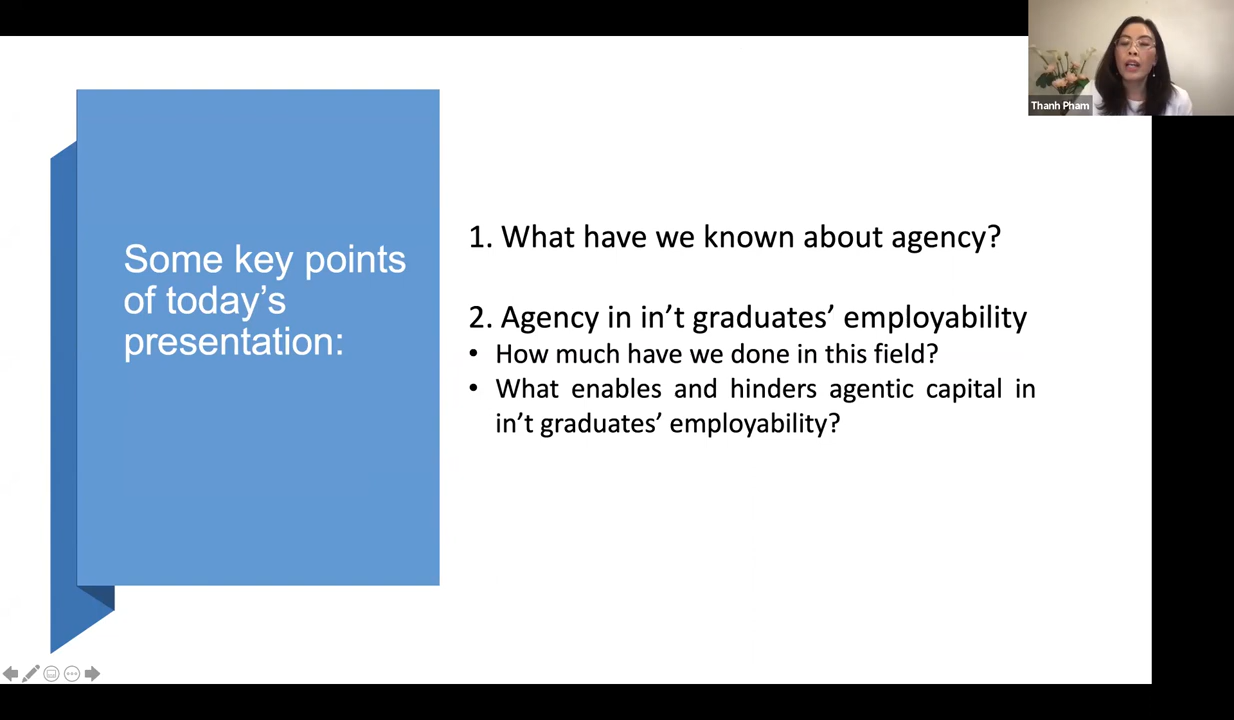 Thanh Pham
Some key points
of today’s
presentation:
1. What have we known about agency?
2. Agency in in’t graduates’ employability
• How much have we done in this field?
• What enables and hinders agentic capital in
in’t graduates’ employability?